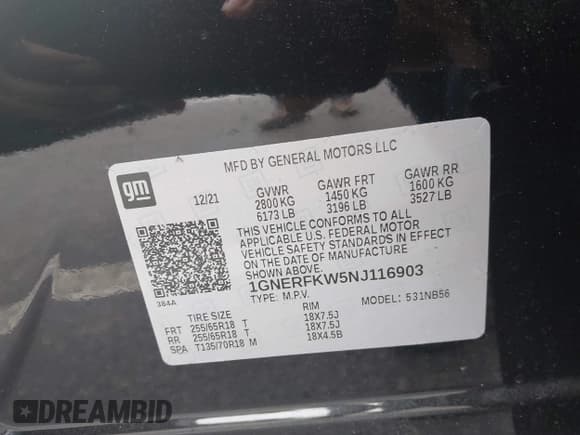 MFD BY GENERAL MOTORS LLC
gm
12/21 GVWR GAWR FRT GAWR RR
2800 KG 1450 KG 1600 KG
6173 LB 3196 LB 3527 LB
THIS VEHICLE CONFORMS TO ALL
APPLICABLE U.S. FEDERAL MOTOR
VEHICLE SAFETY STANDARDS IN EFFECT
ON THE DATE OF MANUFACTURE
SHOWN ABOVE.
1GNERFKW5NJ116903
384A
TYPE: M.P.V. MODEL: 531NB56
TIRE SIZE RIM
FRT 255/65R18 T 18X7.5J
RR 255/65R18 T 18X7.5J
SPA T135/70R18 M 18X4.5B
DREAMBID